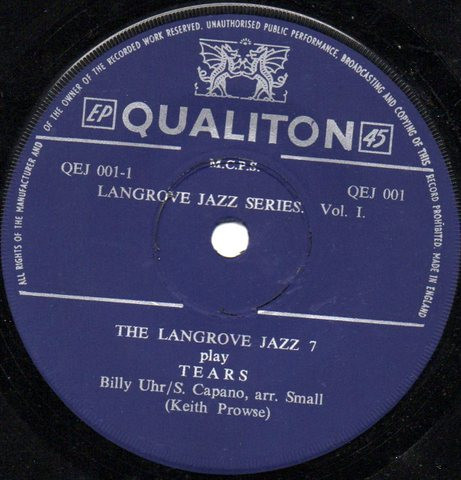 ALL RIGHTS OF THE MANUFACTURER AND OF THE OWNER OF THE RECORDED WORK RESERVED. UNAUTHORISED PUBLIC PERFORMANCE, BROADCASTING AND COPYING OF THIS RECORD PROHIBITED. MADE IN ENGLAND
EP QUALITON 45
QEJ 001-1 M.C.P.S. QEJ 001
LANGROVE JAZZ SERIES. Vol. I.
THE LANGROVE JAZZ 7
play
TEARS
Billy Uhr/S. Capano, arr. Small
(Keith Prowse)